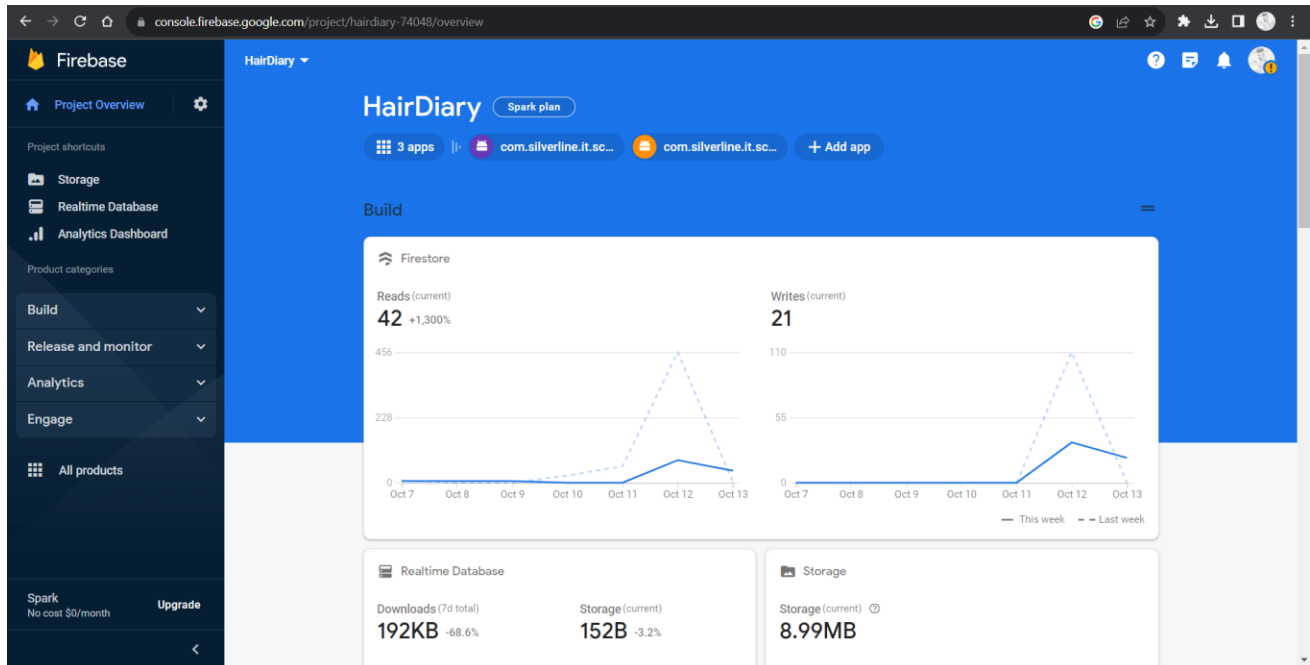 console.firebase.google.com/project/hairdiary-74048/overview
Firebase
HairDiary
Project Overview
Project shortcuts
Storage
Realtime Database
Analytics Dashboard
Product categories
Build
Release and monitor
Analytics
Engage
All products
Spark
No cost $0/month
Upgrade
HairDiary Spark plan
3 apps com.silverline.it.sc... com.silverline.it.sc... + Add app
Build
Firestore
Reads (current)
42 +1,300%
456
228
0
Oct 7 Oct 8 Oct 9 Oct 10 Oct 11 Oct 12 Oct 13
Writes (current)
21
110
55
0
Oct 7 Oct 8 Oct 9 Oct 10 Oct 11 Oct 12 Oct 13
This week Last week
Realtime Database
Downloads (7d total)
192KB -68.6%
Storage (current)
152B -3.2%
Storage
Storage (current)
8.99MB